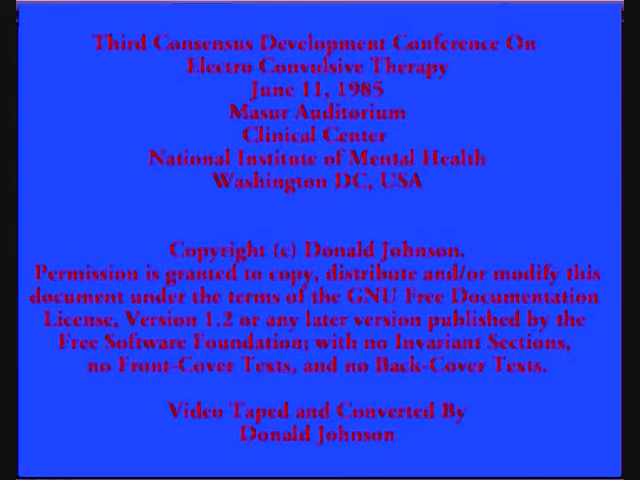 Third Consensus Development Conference On
Electro Convulsive Therapy
June 11, 1985
Masur Auditorium
Clinical Center
National Institute of Mental Health
Washington DC, USA
Copyright (c) Donald Johnson.
Permission is granted to copy, distribute and/or modify this
document under the terms of the GNU Free Documentation
License, Version 1.2 or any later version published by the
Free Software Foundation; with no Invariant Sections,
no Front-Cover Texts, and no Back-Cover Texts.
Video Taped and Converted By
Donald Johnson